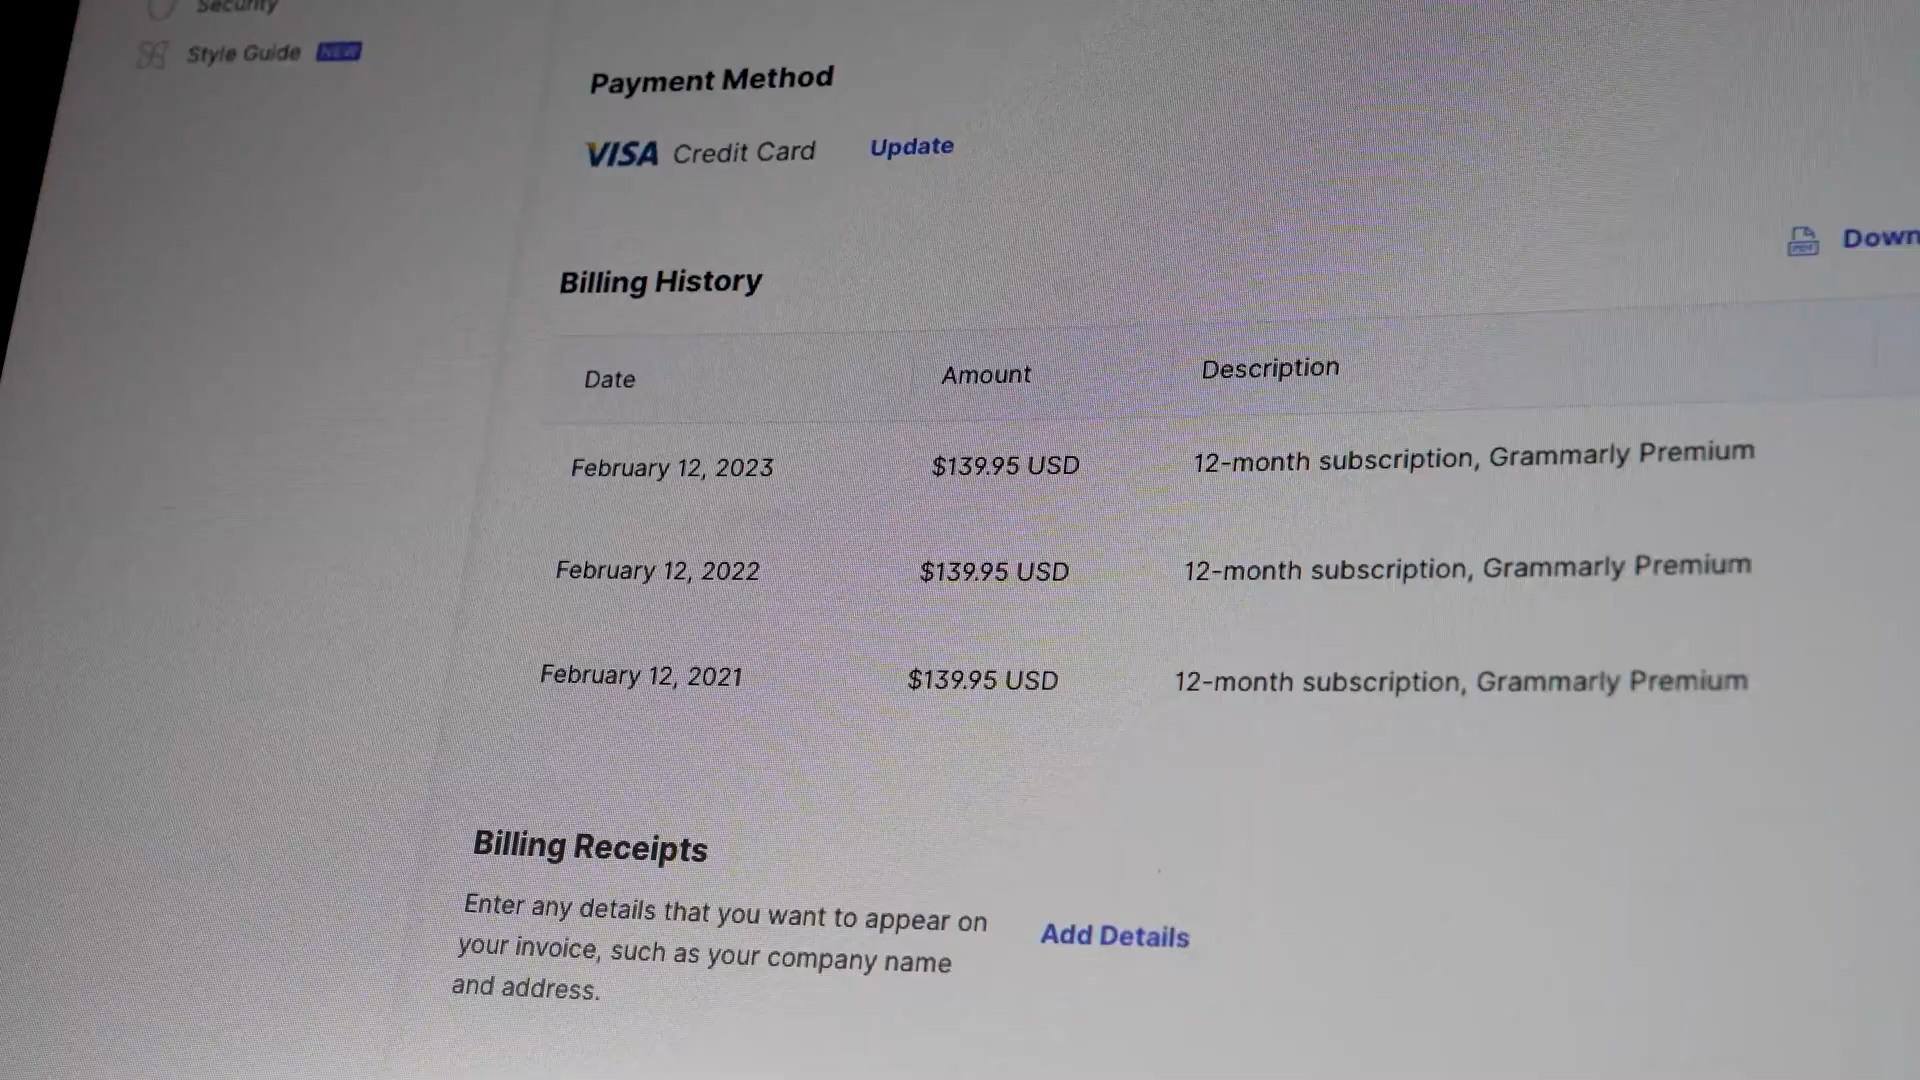 Security
Style Guide NEW
Payment Method
VISA Credit Card Update
Down
Billing History
Date Amount Description
February 12, 2023 $139.95 USD 12-month subscription, Grammarly Premium
February 12, 2022 $139.95 USD 12-month subscription, Grammarly Premium
February 12, 2021 $139.95 USD 12-month subscription, Grammarly Premium
Billing Receipts
Enter any details that you want to appear on
your invoice, such as your company name
and address.
Add Details